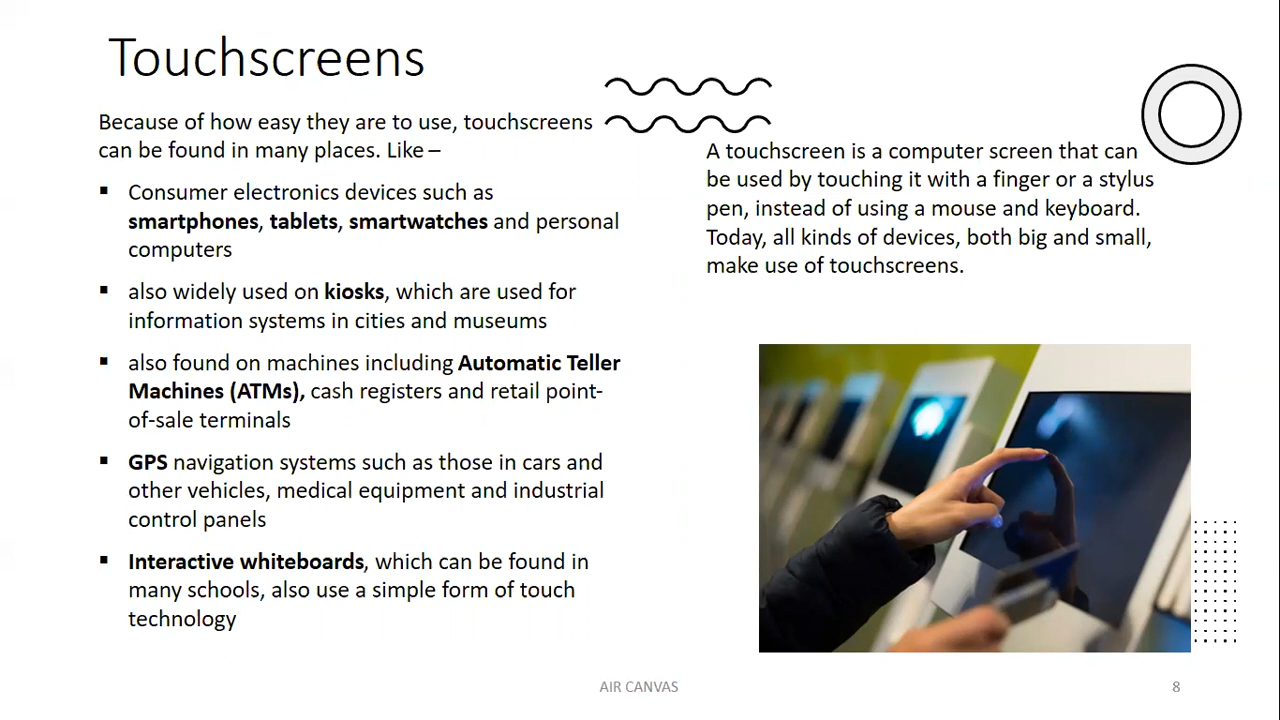 Touchscreens
Because of how easy they are to use, touchscreens
can be found in many places. Like –
▪ Consumer electronics devices such as
smartphones, tablets, smartwatches and personal
computers
▪ also widely used on kiosks, which are used for
information systems in cities and museums
▪ also found on machines including Automatic Teller
Machines (ATMs), cash registers and retail point-
of-sale terminals
▪ GPS navigation systems such as those in cars and
other vehicles, medical equipment and industrial
control panels
▪ Interactive whiteboards, which can be found in
many schools, also use a simple form of touch
technology
A touchscreen is a computer screen that can
be used by touching it with a finger or a stylus
pen, instead of using a mouse and keyboard.
Today, all kinds of devices, both big and small,
make use of touchscreens.
AIR CANVAS
8